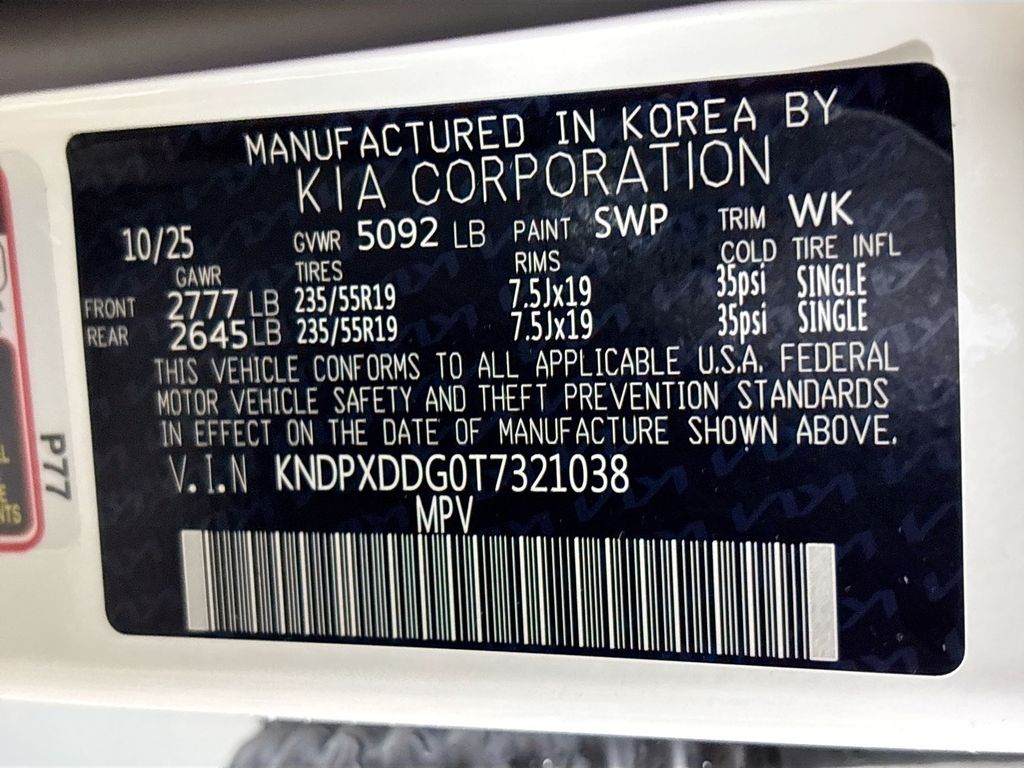 MANUFACTURED IN KOREA BY
KIA CORPORATION
10/25 GVWR 5092 LB PAINT SWP TRIM WK
GAWR TIRES RIMS COLD TIRE INFL
FRONT 2777 LB 235/55R19 7.5Jx19 35psi SINGLE
REAR 2645 LB 235/55R19 7.5Jx19 35psi SINGLE
THIS VEHICLE CONFORMS TO ALL APPLICABLE U.S.A. FEDERAL
MOTOR VEHICLE SAFETY AND THEFT PREVENTION STANDARDS
IN EFFECT ON THE DATE OF MANUFACTURE SHOWN ABOVE.
V.I.N KNDPXDDG0T7321038
MPV
P77